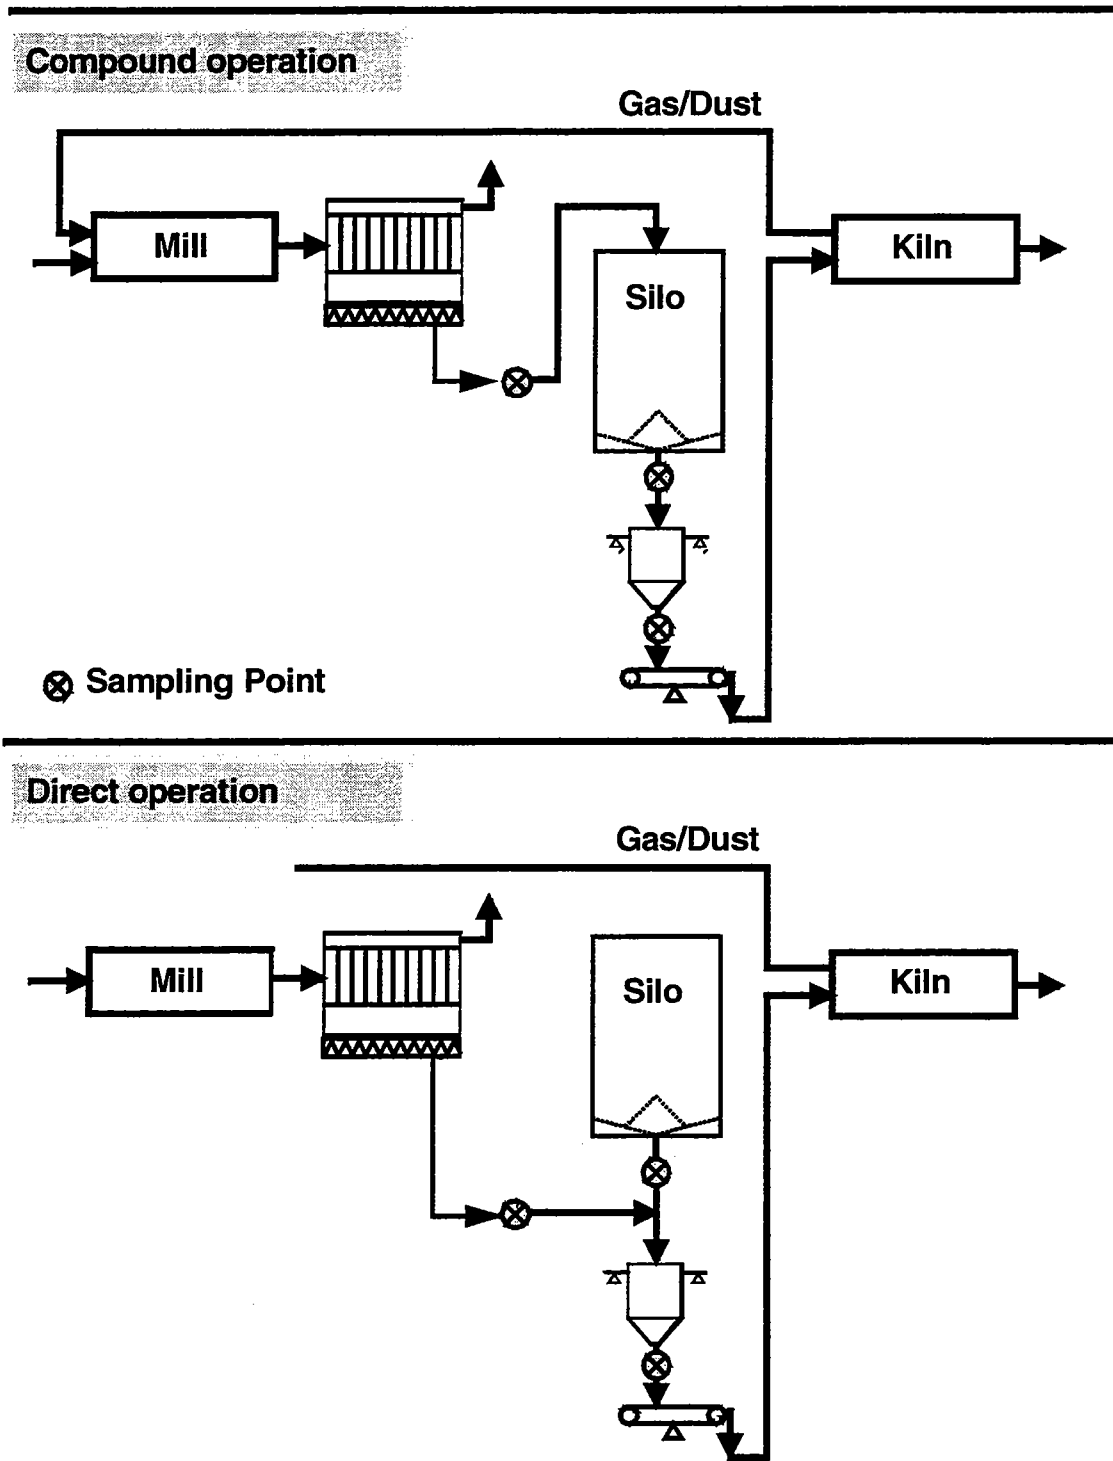 Compound operation
Gas/Dust
Mill
Kiln
Silo
Sampling Point
Direct operation
Gas/Dust
Mill
Kiln
Silo